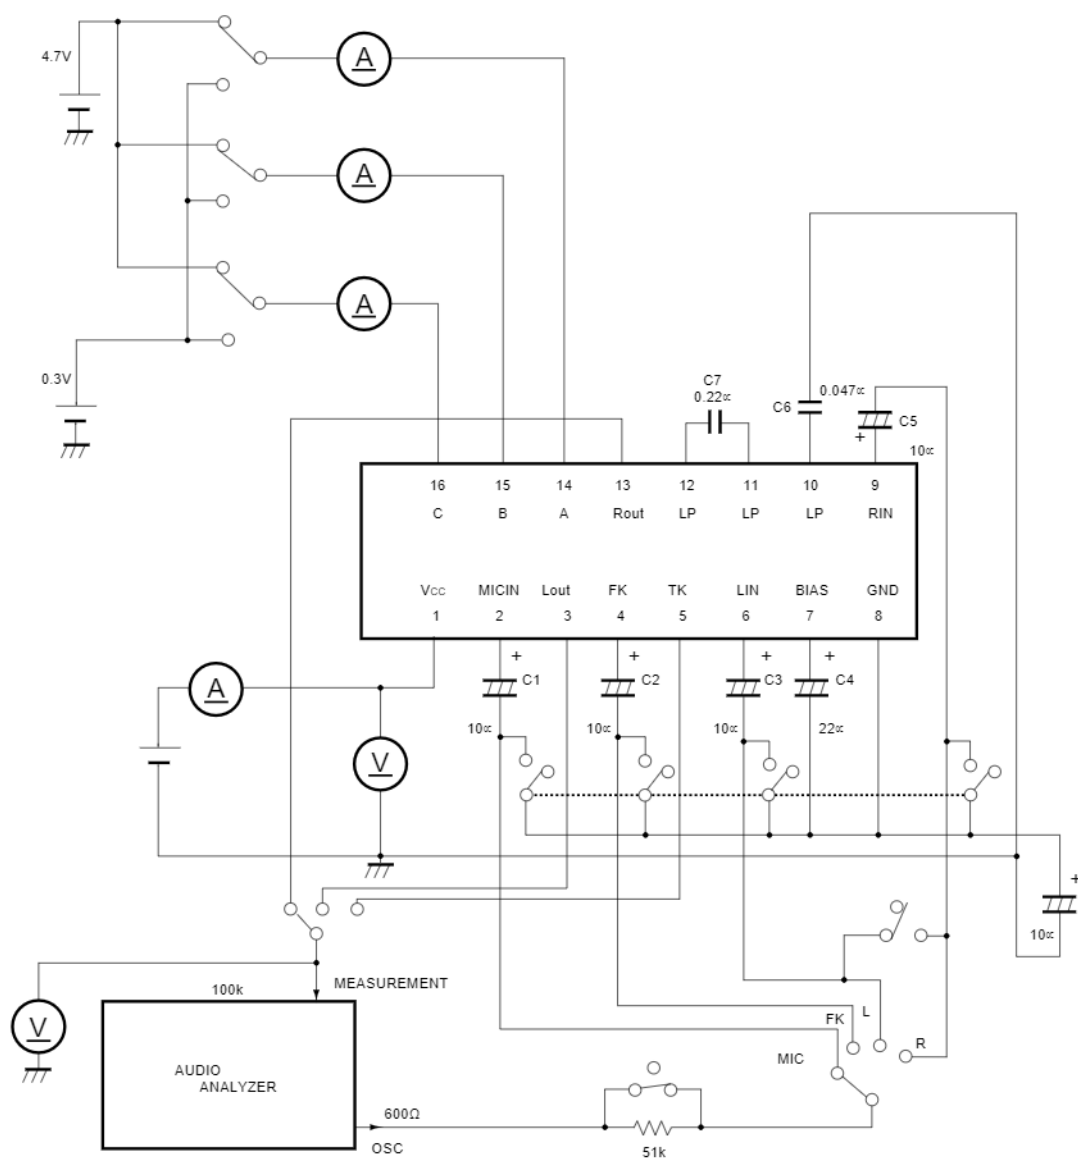 4.7V
A
A
A
0.3V
C7
0.22∝
C6
0.047∝
+
C5
10∝
16 15 14 13 12 11 10 9
C B A Rout LP LP LP RIN
Vcc MICIN Lout FK TK LIN BIAS GND
1 2 3 4 5 6 7 8
+ + + +
A
C1 C2 C3 C4
10∝ 10∝ 10∝ 22∝
V
+
10∝
MEASUREMENT
100k
L
FK
V
R
MIC
AUDIO
ANALYZER
600Ω
OSC
51k